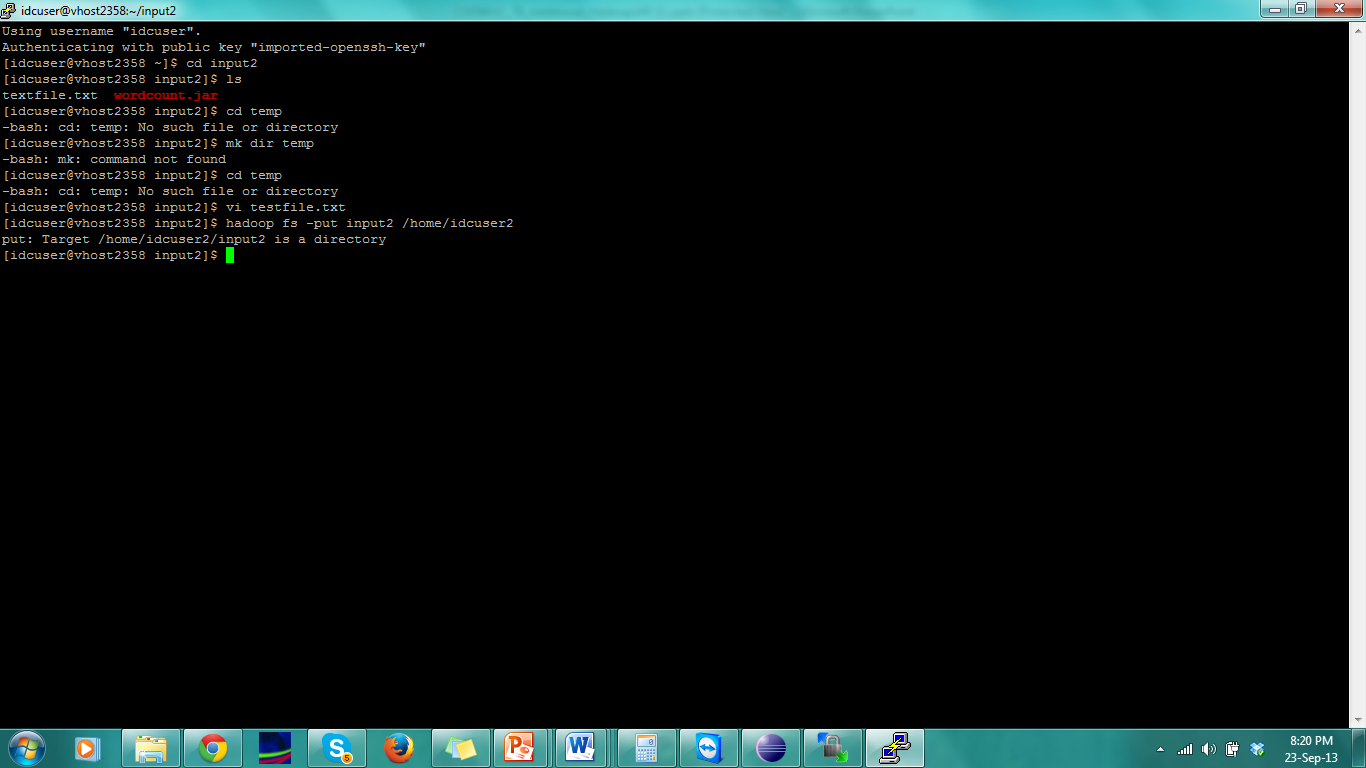 idcuser@vhost2358:~/input2
Using username "idcuser".
Authenticating with public key "imported-openssh-key"
[idcuser@vhost2358 ~]$ cd input2
[idcuser@vhost2358 input2]$ ls
textfile.txt  wordcount.jar
[idcuser@vhost2358 input2]$ cd temp
-bash: cd: temp: No such file or directory
[idcuser@vhost2358 input2]$ mk dir temp
-bash: mk: command not found
[idcuser@vhost2358 input2]$ cd temp
-bash: cd: temp: No such file or directory
[idcuser@vhost2358 input2]$ vi testfile.txt
[idcuser@vhost2358 input2]$ hadoop fs -put input2 /home/idcuser2
put: Target /home/idcuser2/input2 is a directory
[idcuser@vhost2358 input2]$
8:20 PM
23-Sep-13